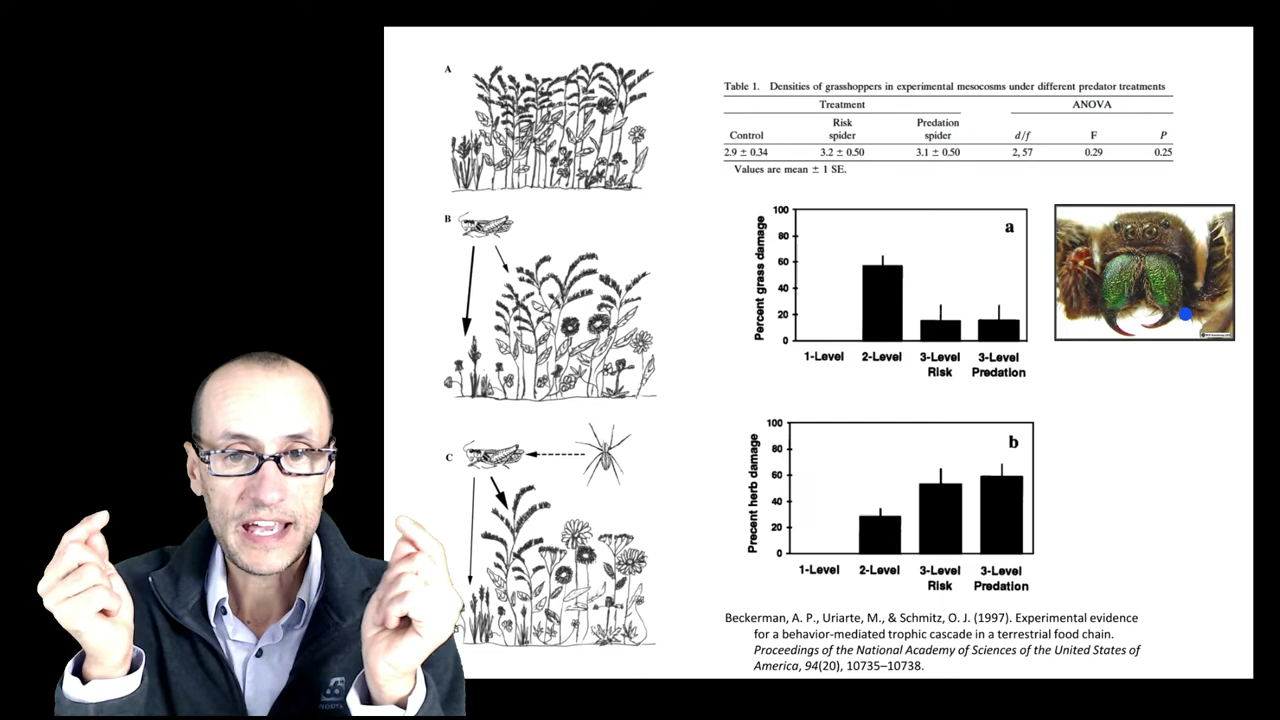 A
B
C
Table 1. Densities of grasshoppers in experimental mesocosms under different predator treatments
Treatment ANOVA
Control Risk spider Predation spider d/f F P
2.9 ± 0.34 3.2 ± 0.50 3.1 ± 0.50 2, 57 0.29 0.25
Values are mean ± 1 SE.
a
Percent grass damage
100
80
60
40
20
0
1-Level 2-Level 3-Level Risk 3-Level Predation
b
Precent herb damage
100
80
60
40
20
0
1-Level 2-Level 3-Level Risk 3-Level Predation
Beckerman, A. P., Uriarte, M., & Schmitz, O. J. (1997). Experimental evidence
for a behavior-mediated trophic cascade in a terrestrial food chain.
Proceedings of the National Academy of Sciences of the United States of
America, 94(20), 10735–10738.